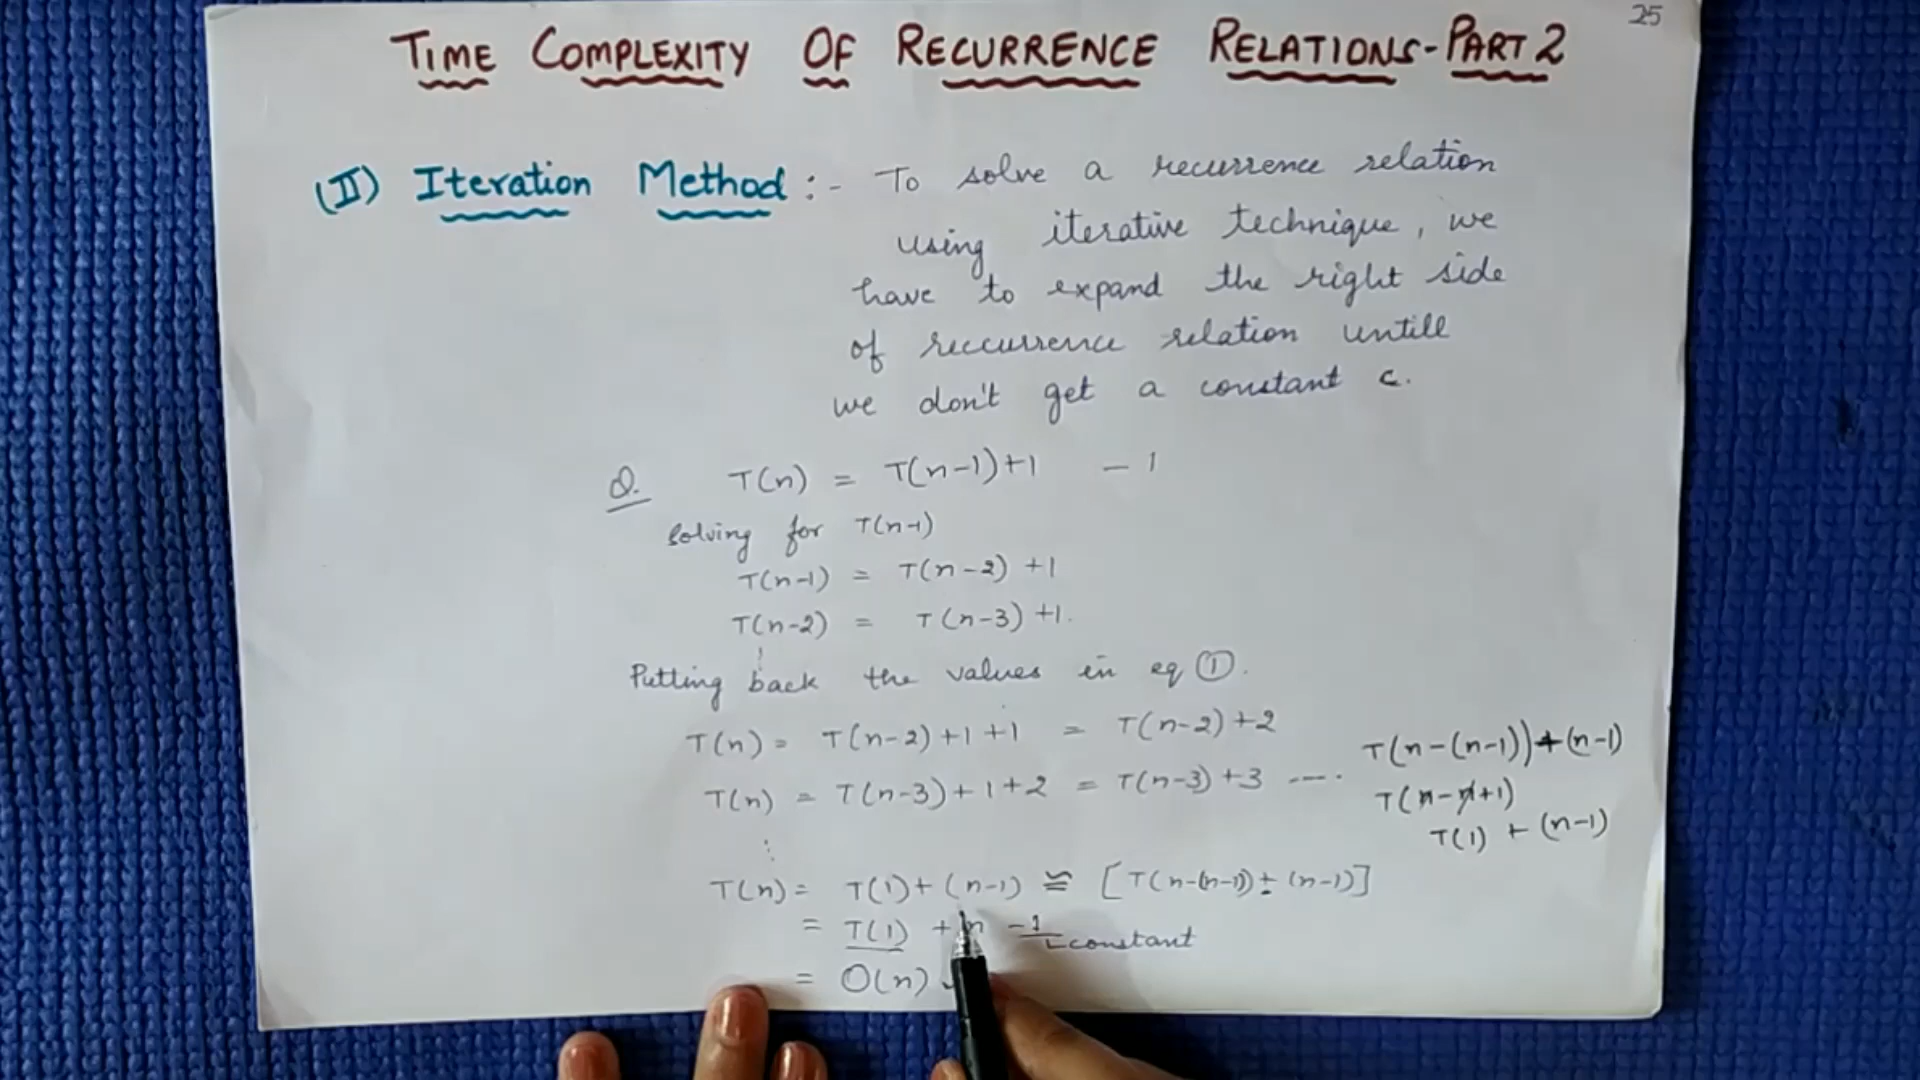 25
TIME COMPLEXITY OF RECURRENCE RELATIONS-PART 2
(II) Iteration Method :- To solve a recurrence relation
using iterative technique, we
have to expand the right side
of reccurrence relation untill
we don't get a constant c.
Q. T(n) = T(n-1)+1 - 1
Solving for T(n-1)
T(n-1) = T(n-2) +1
T(n-2) = T(n-3) +1.
Putting back the values in eq ①.
T(n) = T(n-2)+1+1 = T(n-2)+2
T(n) = T(n-3)+1+2 = T(n-3)+3 ----.
T(n-(n-1))+(n-1)
T(n-n+1)
T(1) + (n-1)
T(n) = T(1)+(n-1) ≌ [T(n-(n-1))+(n-1)]
= T(1) + n -1 constant
= O(n)